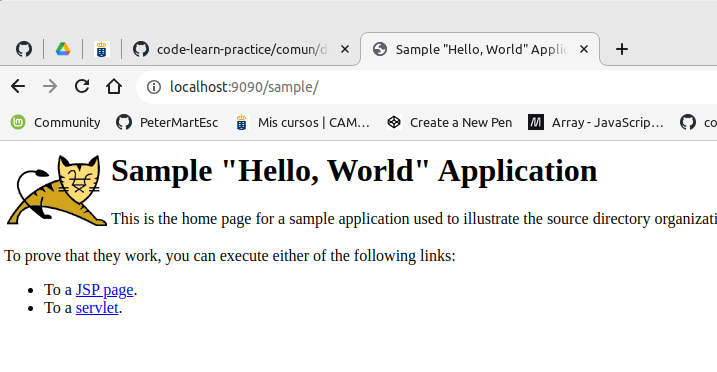 code-learn-practice/comun/d
Sample "Hello, World" Applic
localhost:9090/sample/
Community
PeterMartEsc
Mis cursos | CAM…
Create a New Pen
Array - JavaScrip…
co
Sample "Hello, World" Application
This is the home page for a sample application used to illustrate the source directory organizati
To prove that they work, you can execute either of the following links:
• To a JSP page.
• To a servlet.